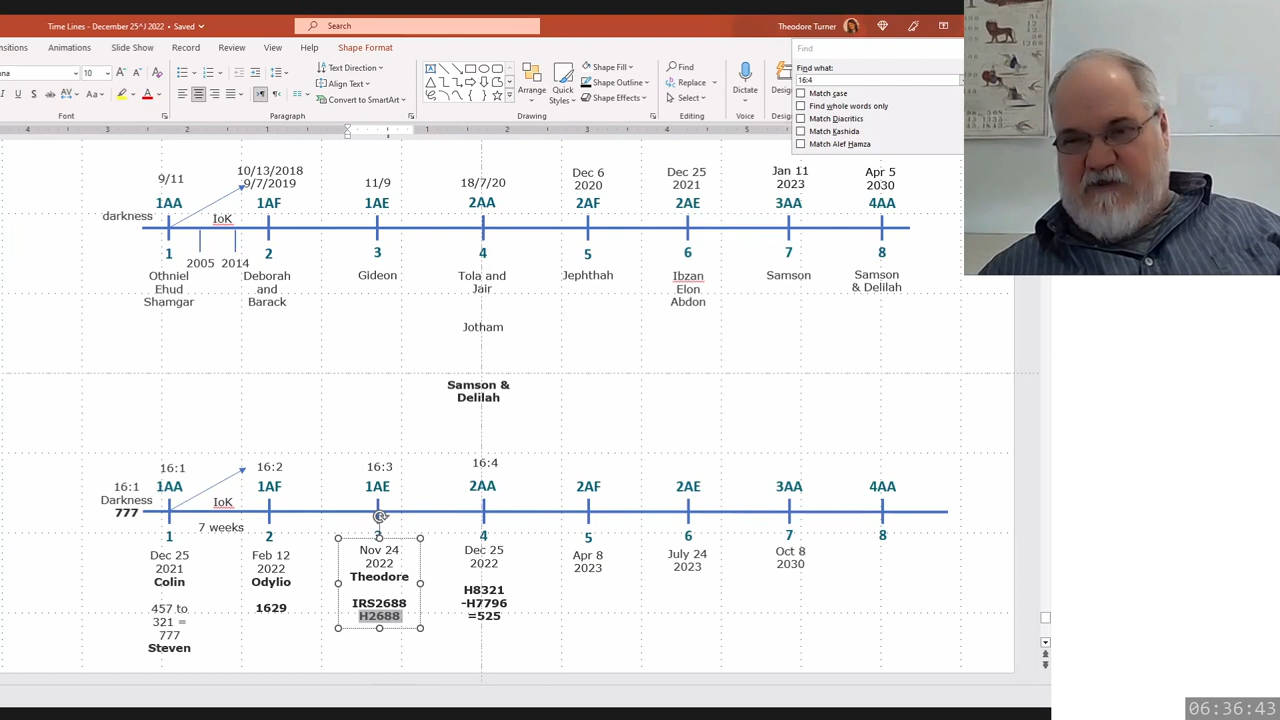 Time Lines - December 25^J 2022 • Saved
Search
Theodore Turner
nsitions
Animations
Slide Show
Record
Review
View
Help
Shape Format
Find
Find what:
16:4
Match case
Find whole words only
Match Diacritics
Match Kashida
Match Alef Hamza
10
Text Direction
Align Text
Convert to SmartArt
Arrange
Quick
Styles
Shape Fill
Shape Outline
Shape Effects
Find
Replace
Select
Dictate
Desig
Font
Paragraph
Drawing
Editing
Voice
Desig
4
3
2
1
1
2
9/11
10/13/2018
9/7/2019
11/9
18/7/20
Dec 6
2020
Dec 25
2021
Jan 11
2023
Apr 5
2030
1AA
1AF
1AE
2AA
2AF
2AE
3AA
4AA
darkness
IoK
1
2
3
4
5
6
7
8
2005
2014
Othniel
Ehud
Shamgar
Deborah
and
Barack
Gideon
Tola and
Jair
Jephthah
Ibzan
Elon
Abdon
Samson
Samson
& Delilah
Jotham
Samson &
Delilah
16:1
16:2
16:3
16:4
16:1
Darkness
777
1AA
1AF
1AE
2AA
2AF
2AE
3AA
4AA
IoK
7 weeks
1
2
4
5
6
7
8
Dec 25
2021
Colin
457 to
321 =
777
Steven
Feb 12
2022
Odylio
1629
Nov 24
2022
Theodore
IRS2688
H2688
Dec 25
2022
H8321
-H7796
=525
Apr 8
2023
July 24
2023
Oct 8
2030
06:36:43